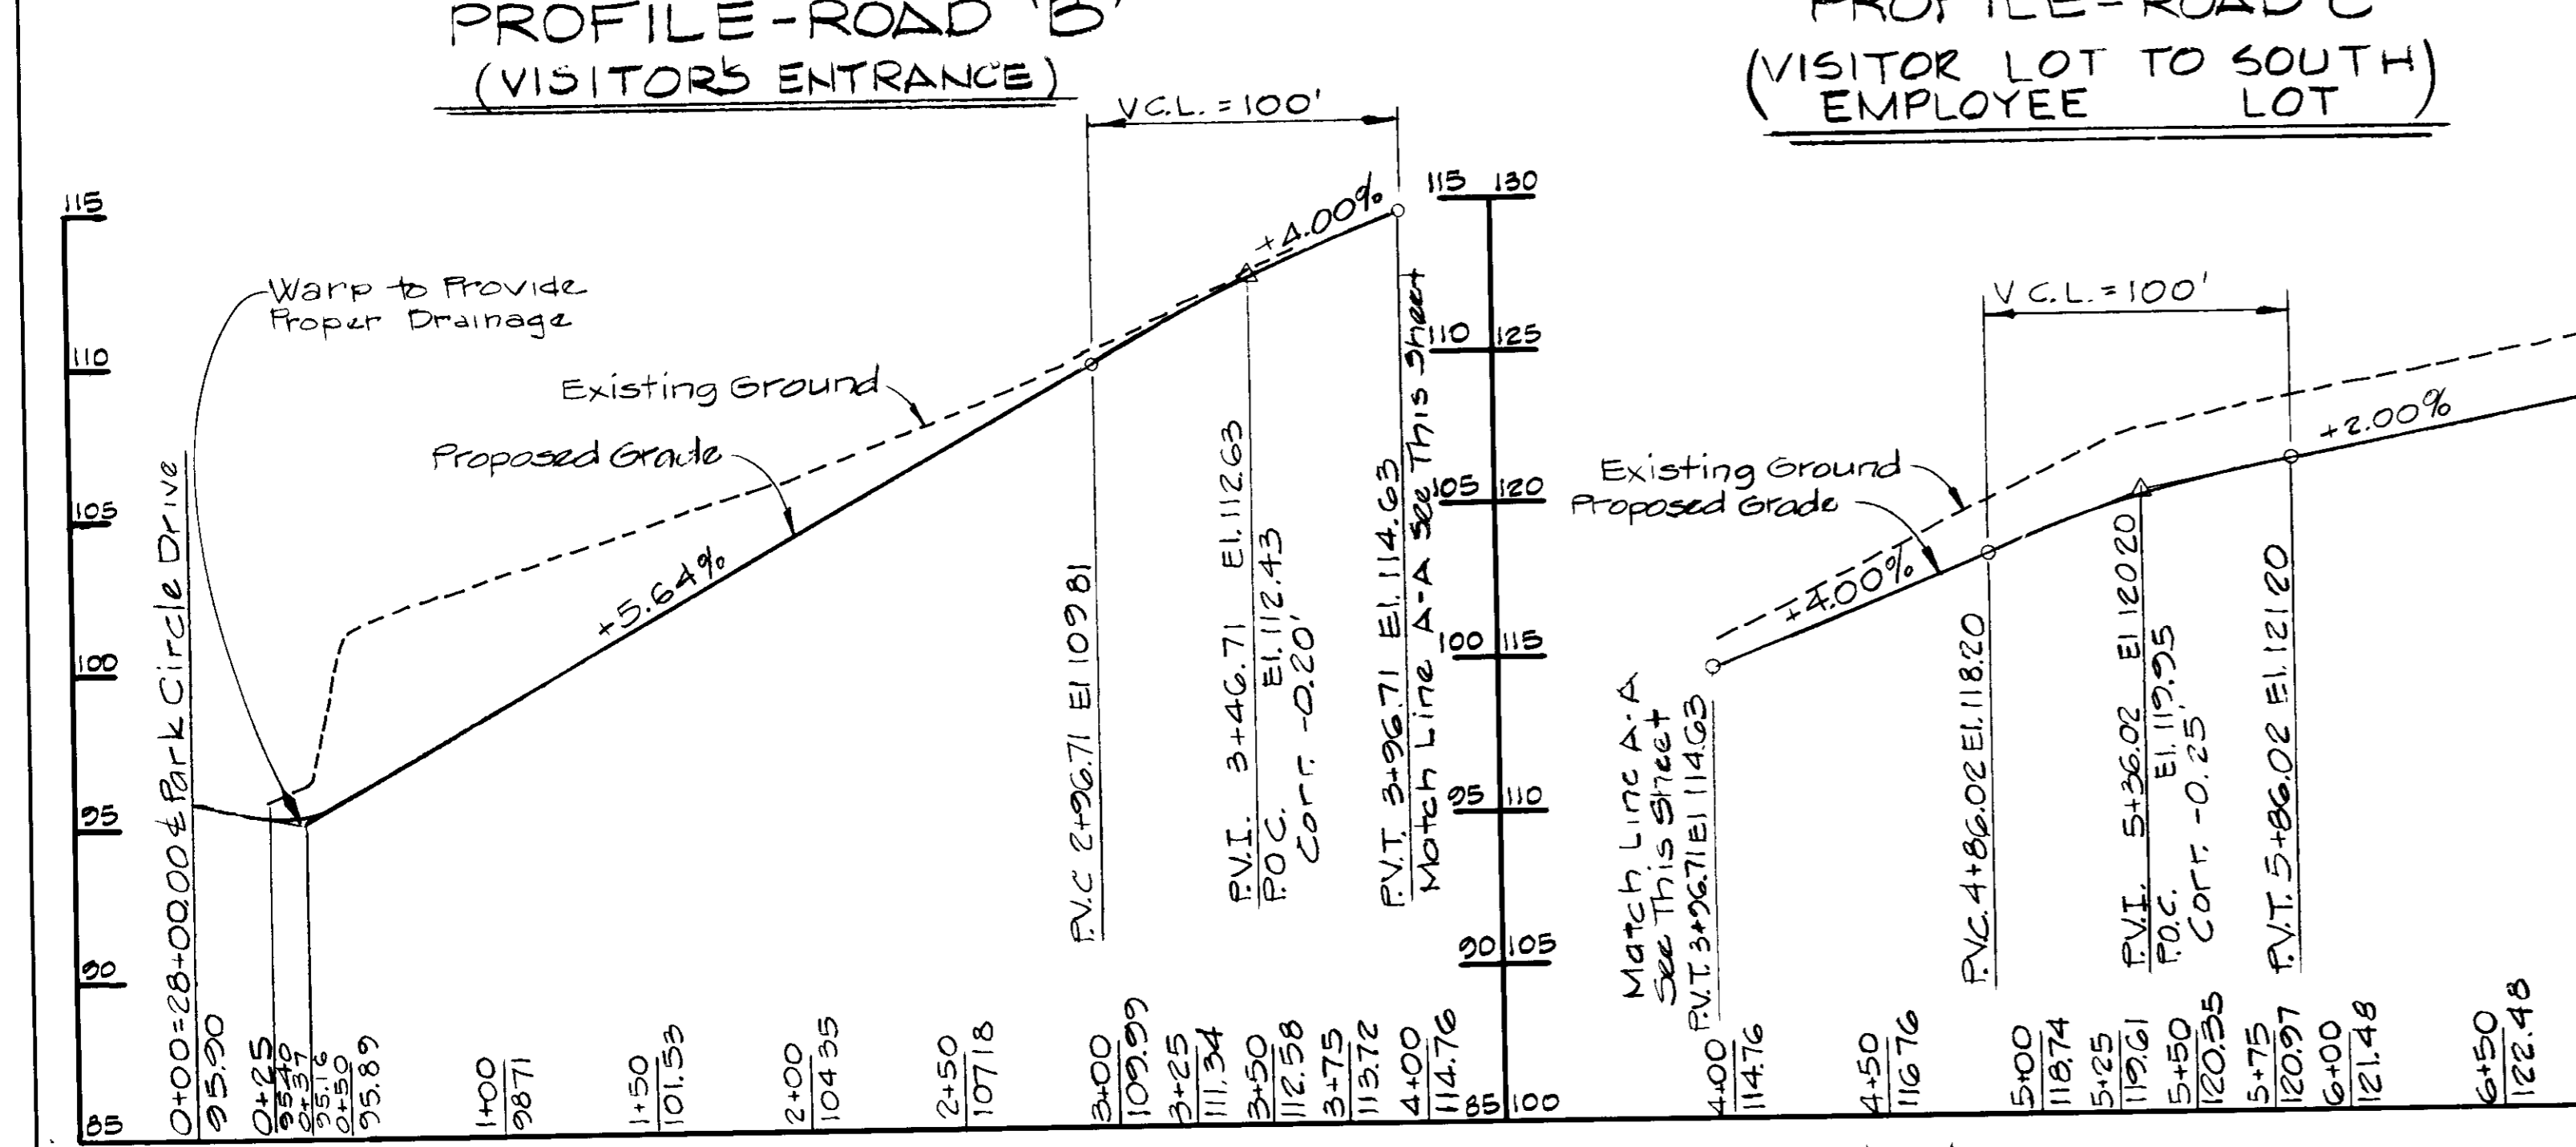 PROFILE-ROAD 'B'
(VISITOR'S ENTRANCE)
PROFILE-ROAD C
(VISITOR LOT TO SOUTH
EMPLOYEE LOT)
V.C.L. = 100'
115
110
105
100
95
90
85
Warp to Provide
Proper Drainage
Existing Ground
Proposed Grade
+5.64%
+4.00%
0+00=28+00.00 ℄ Park Circle Drive
P.V.C 2+96.71 El 109.81
P.V.I. 3+46.71 El. 112.63
P.O.C. El. 112.43
Corr. -0.20'
P.V.T. 3+96.71 El. 114.63
Match Line A-A See This Sheet
115 130
110 125
105 120
100 115
95 110
90 105
85 100
V.C.L. = 100'
Existing Ground
Proposed Grade
+4.00%
+2.00%
Match Line A-A
See This Sheet
P.V.T. 3+96.71 El 114.63
P.V.C. 4+86.02 El. 118.20
P.V.I. 5+36.02 El 120.20
P.O.C. El. 119.95
Corr. -0.25'
P.V.T. 5+86.02 El. 121.20
95.90
0+25
95.40
0+37
95.16
0+50
95.89
1+00
98.71
1+50
101.53
2+00
104.35
2+50
107.18
3+00
109.99
3+25
111.34
3+50
112.58
3+75
113.72
4+00
114.76
4+00
114.76
4+50
116.76
5+00
118.74
5+25
119.61
5+50
120.35
5+75
120.97
6+00
121.48
6+50
122.48